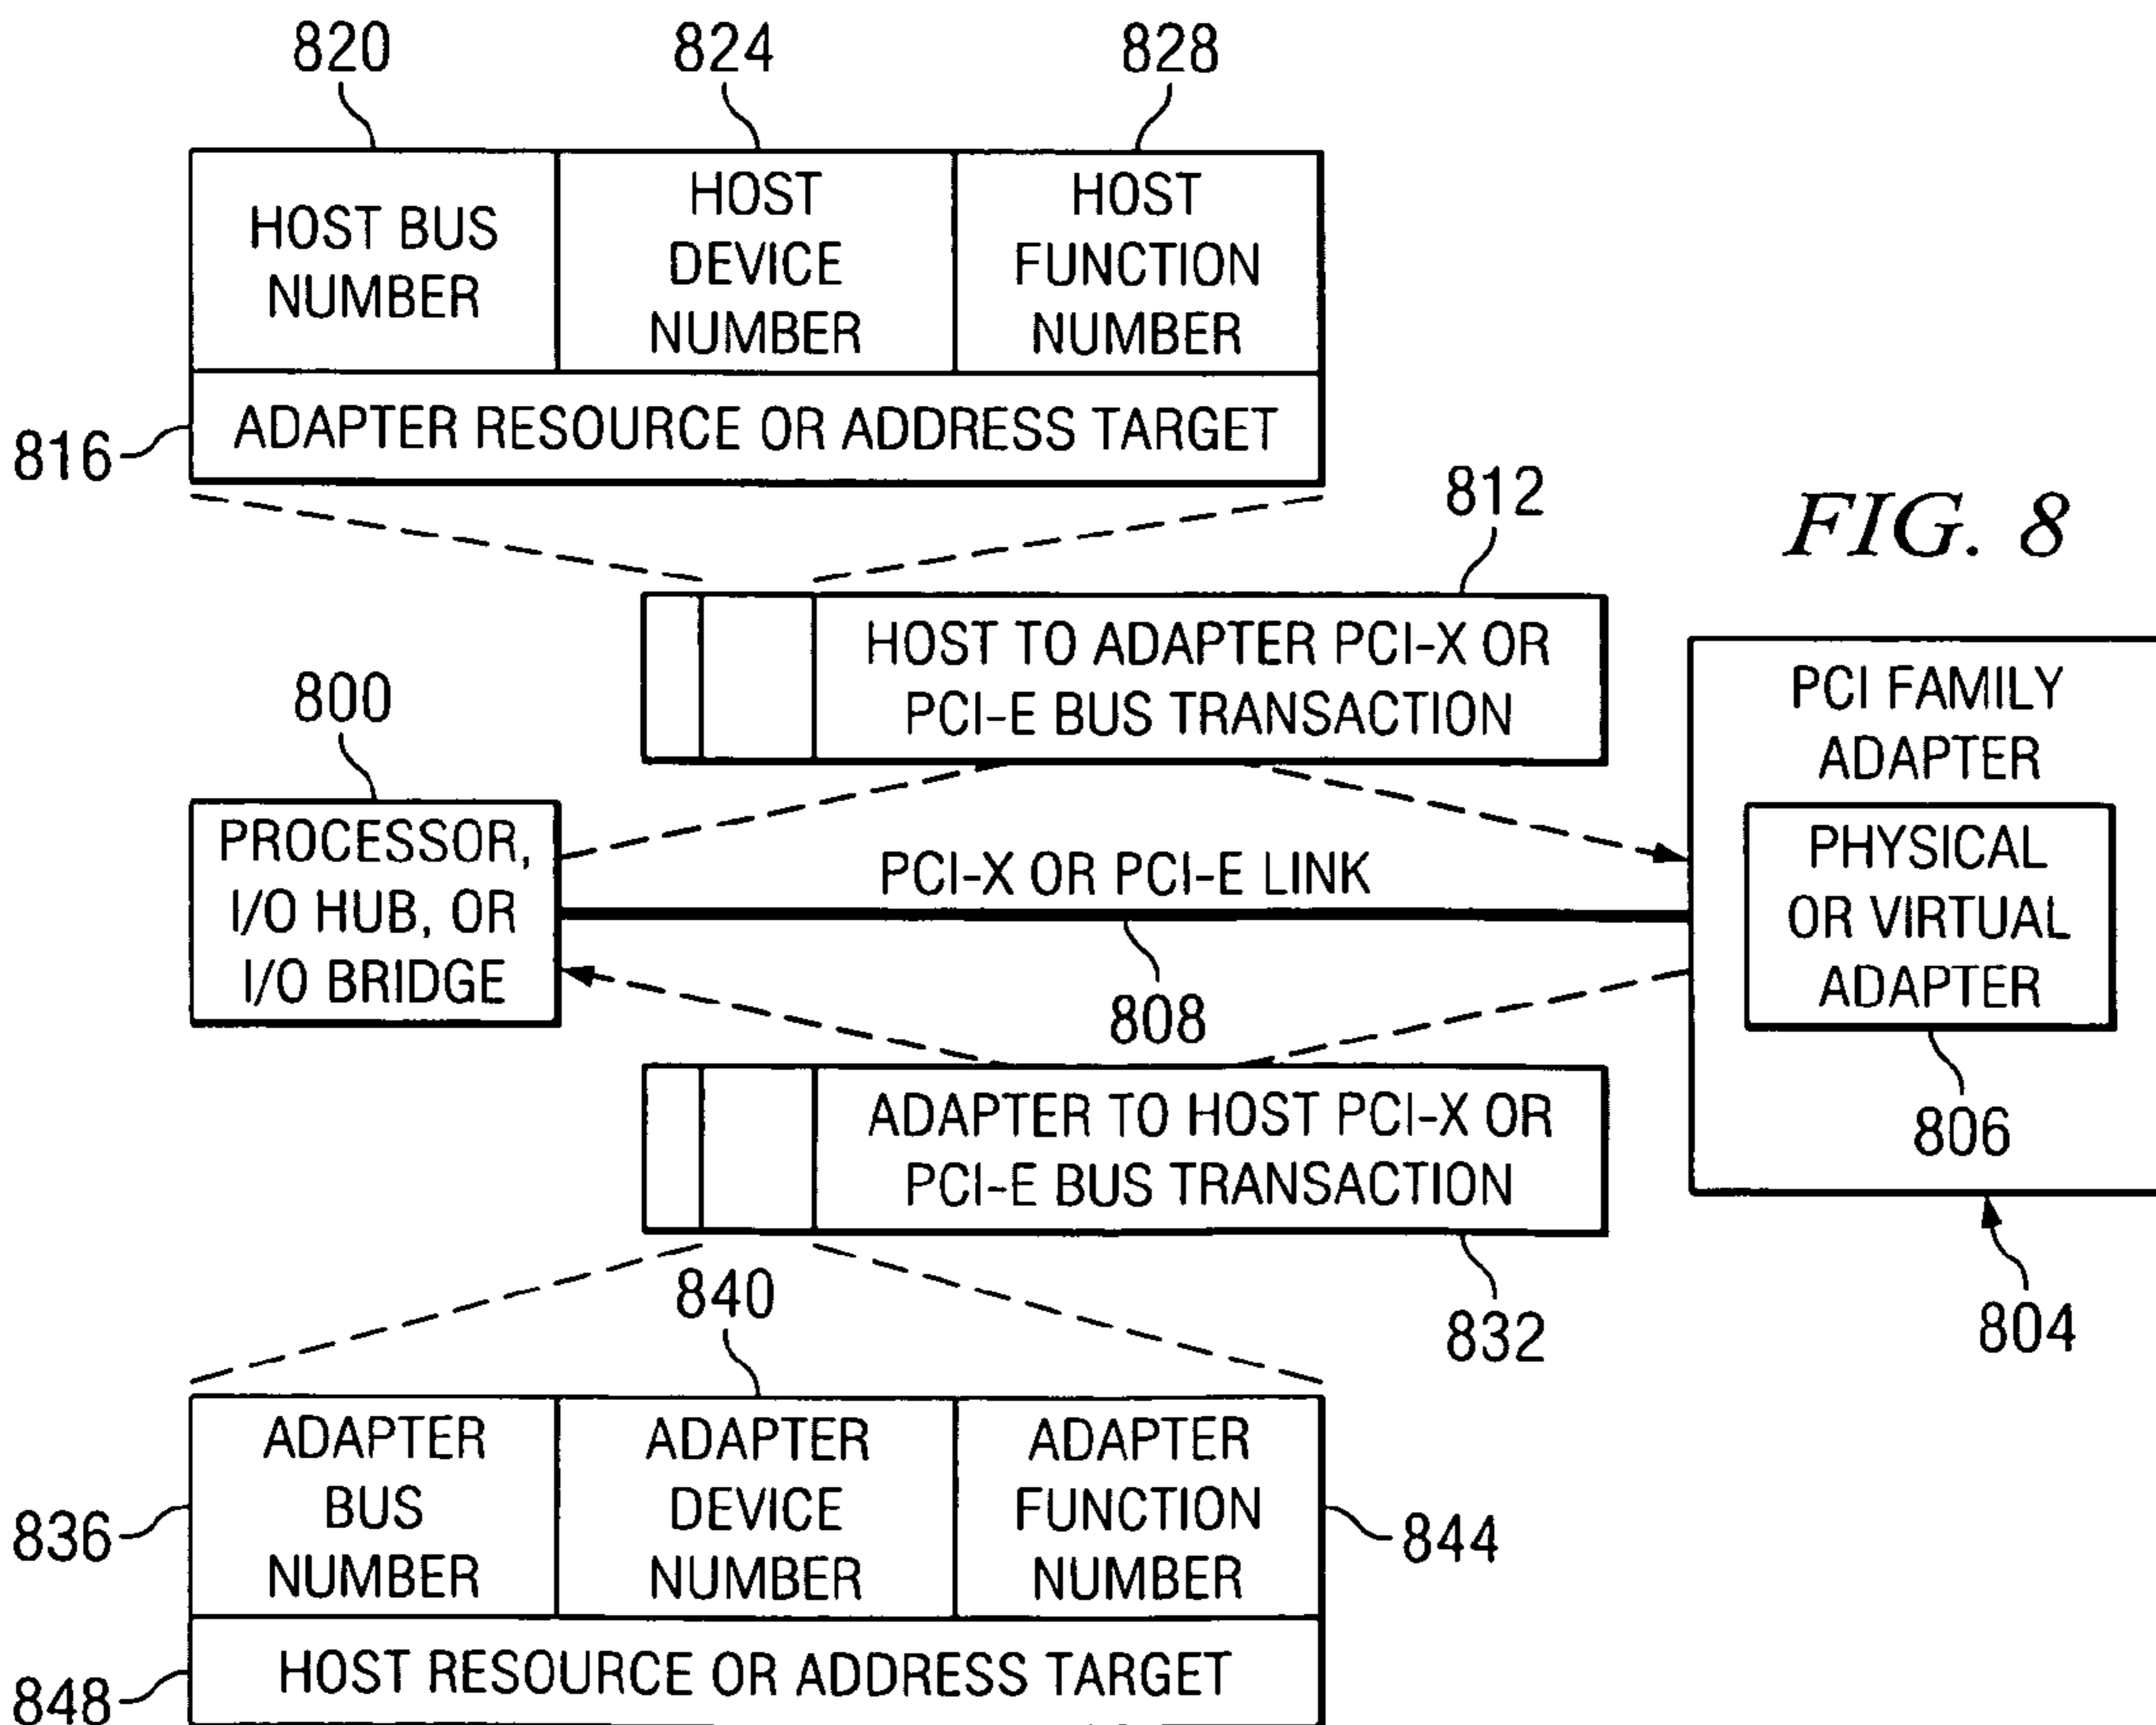 820
824
828
HOST BUS
NUMBER
HOST
DEVICE
NUMBER
HOST
FUNCTION
NUMBER
816
ADAPTER RESOURCE OR ADDRESS TARGET
812
FIG. 8
HOST TO ADAPTER PCI-X OR
PCI-E BUS TRANSACTION
800
PROCESSOR,
I/O HUB, OR
I/O BRIDGE
PCI-X OR PCI-E LINK
808
PCI FAMILY
ADAPTER
PHYSICAL
OR VIRTUAL
ADAPTER
806
804
ADAPTER TO HOST PCI-X OR
PCI-E BUS TRANSACTION
832
840
836
ADAPTER
BUS
NUMBER
ADAPTER
DEVICE
NUMBER
ADAPTER
FUNCTION
NUMBER
844
848
HOST RESOURCE OR ADDRESS TARGET